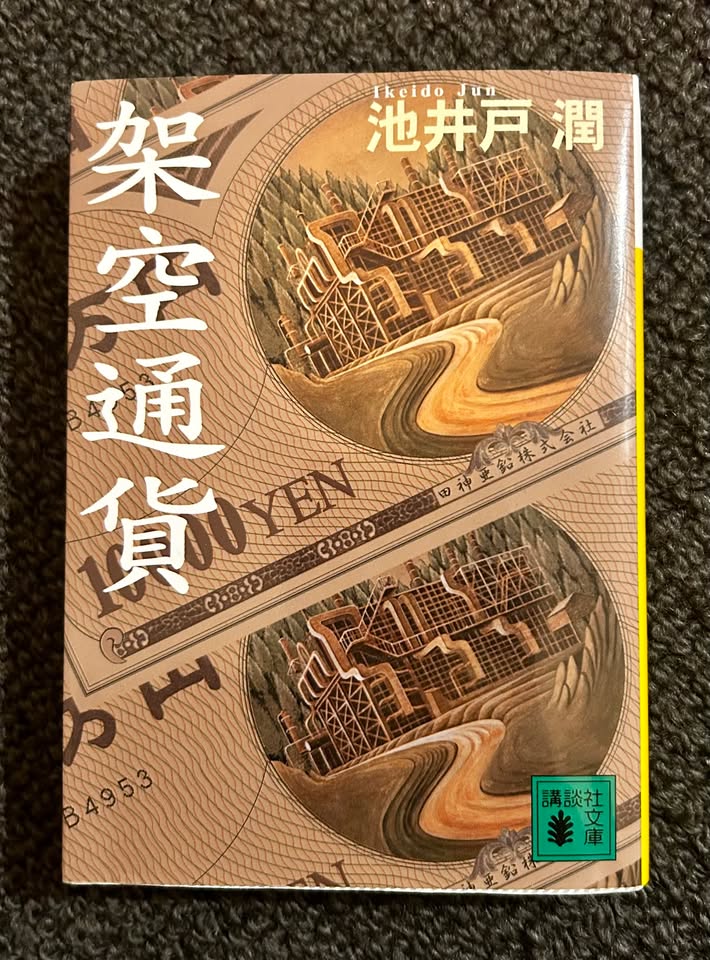 Ikeido Jun
池井戸 潤
架空通貨
B4953
田神亜鉛株式会社
YEN
B4953
講談社
文庫